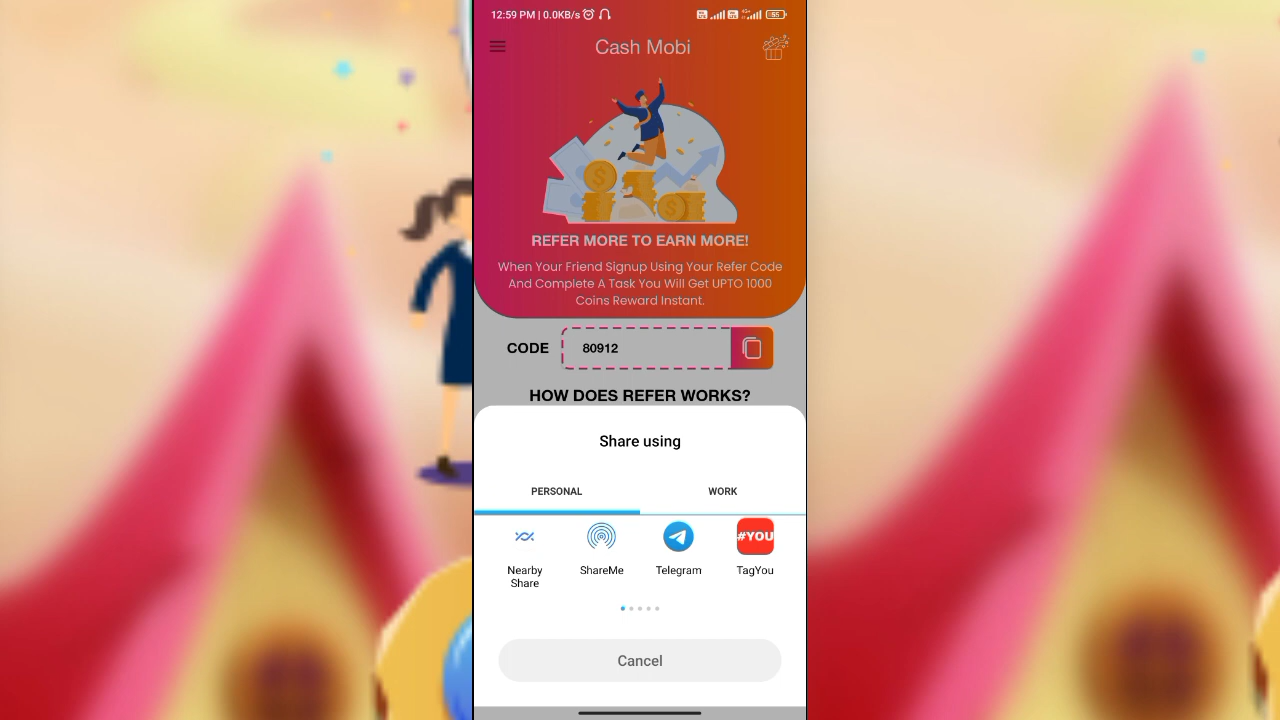 12:59 PM | 0.0KB/s
55
Cash Mobi
REFER MORE TO EARN MORE!
When Your Friend Signup Using Your Refer Code
And Complete A Task You Will Get UPTO 1000
Coins Reward Instant.
CODE 80912
HOW DOES REFER WORKS?
Share using
PERSONAL WORK
#YOU
Nearby Share ShareMe Telegram TagYou
Cancel